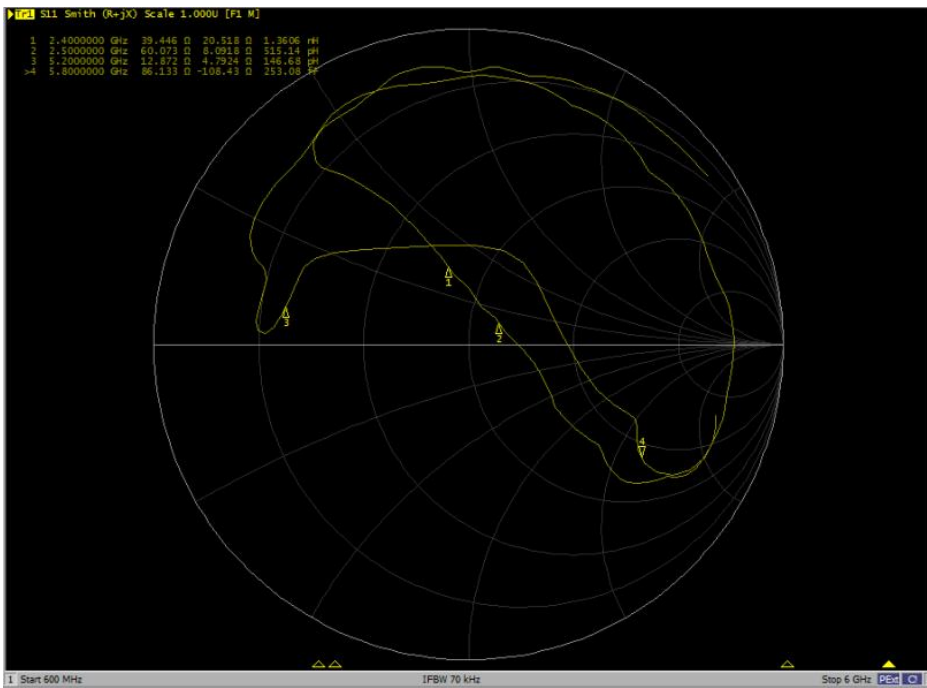 Tr1 S11 Smith (R+jX) Scale 1.000U [F1 M]
1 2.4000000 GHz 39.446 Ω 20.518 Ω 1.3606 nH
2 2.5000000 GHz 60.073 Ω 8.0918 Ω 515.14 pH
3 5.2000000 GHz 12.872 Ω 4.7924 Ω 146.68 pH
>4 5.8000000 GHz 86.133 Ω -108.43 Ω 253.08 fF
1
2
3
4
1 Start 600 MHz IFBW 70 kHz Stop 6 GHz PExt C